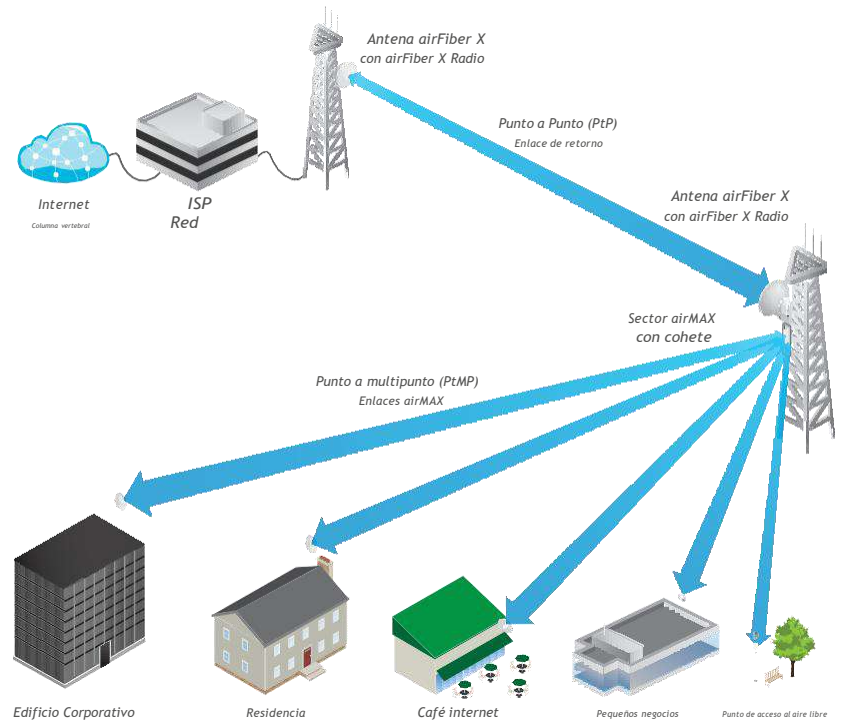 Antena airFiber X
con airFiber X Radio
Punto a Punto (PtP)
Enlace de retorno
Internet
Columna vertebral
ISP
Red
Antena airFiber X
con airFiber X Radio
Sector airMAX
con cohete
Punto a multipunto (PtMP)
Enlaces airMAX
Edificio Corporativo
Residencia
Café internet
Pequeños negocios
Punto de acceso al aire libre